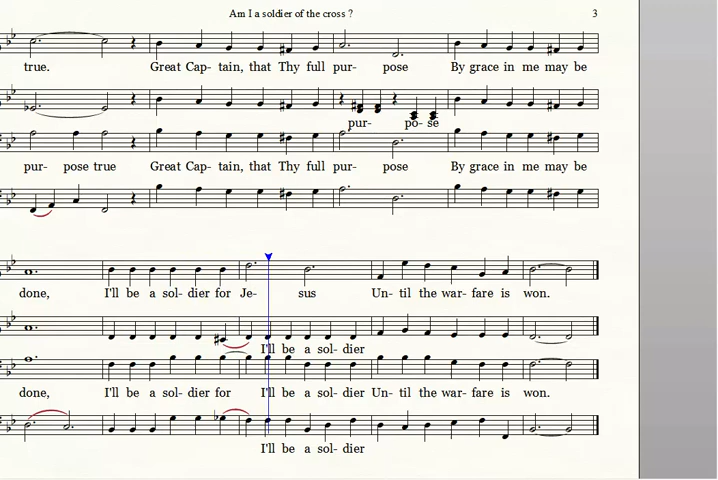 Am I a soldier of the cross ?
3
true. Great Cap- tain, that Thy full pur- pose By grace in me may be
pur- po- se
pur- pose true Great Cap- tain, that Thy full pur- pose By grace in me may be
done, I'll be a sol- dier for Je- sus Un- til the war- fare is won.
I'll be a sol- dier
done, I'll be a sol- dier for I'll be a sol- dier Un- til the war- fare is won.
I'll be a sol- dier